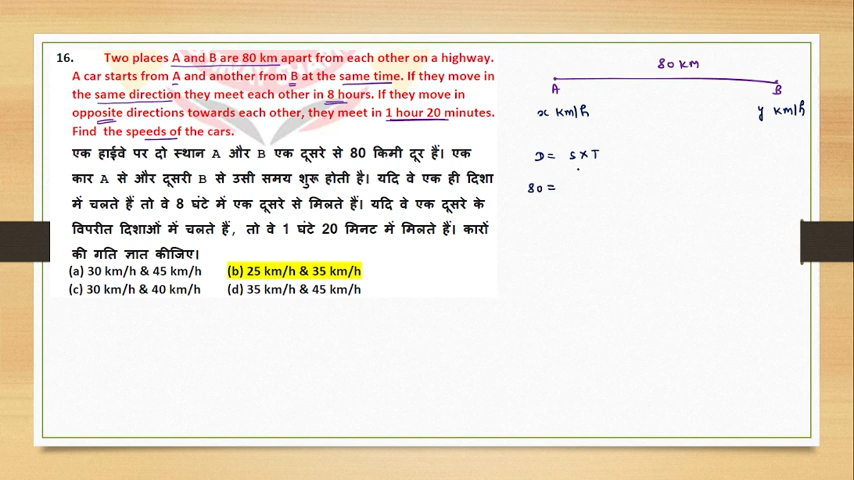 16. Two places A and B are 80 km apart from each other on a highway.
A car starts from A and another from B at the same time. If they move in
the same direction they meet each other in 8 hours. If they move in
opposite directions towards each other, they meet in 1 hour 20 minutes.
Find the speeds of the cars.
एक हाईवे पर दो स्थान A और B एक दूसरे से 80 किमी दूर हैं। एक
कार A से और दूसरी B से उसी समय शुरू होती है। यदि वे एक ही दिशा
में चलते हैं तो वे 8 घंटे में एक दूसरे से मिलते हैं। यदि वे एक दूसरे के
विपरीत दिशाओं में चलते हैं, तो वे 1 घंटे 20 मिनट में मिलते हैं। कारों
की गति ज्ञात कीजिए।
(a) 30 km/h & 45 km/h (b) 25 km/h & 35 km/h
(c) 30 km/h & 40 km/h (d) 35 km/h & 45 km/h
80 KM
A B
x KM/h y KM/h
D = S × T
80 =